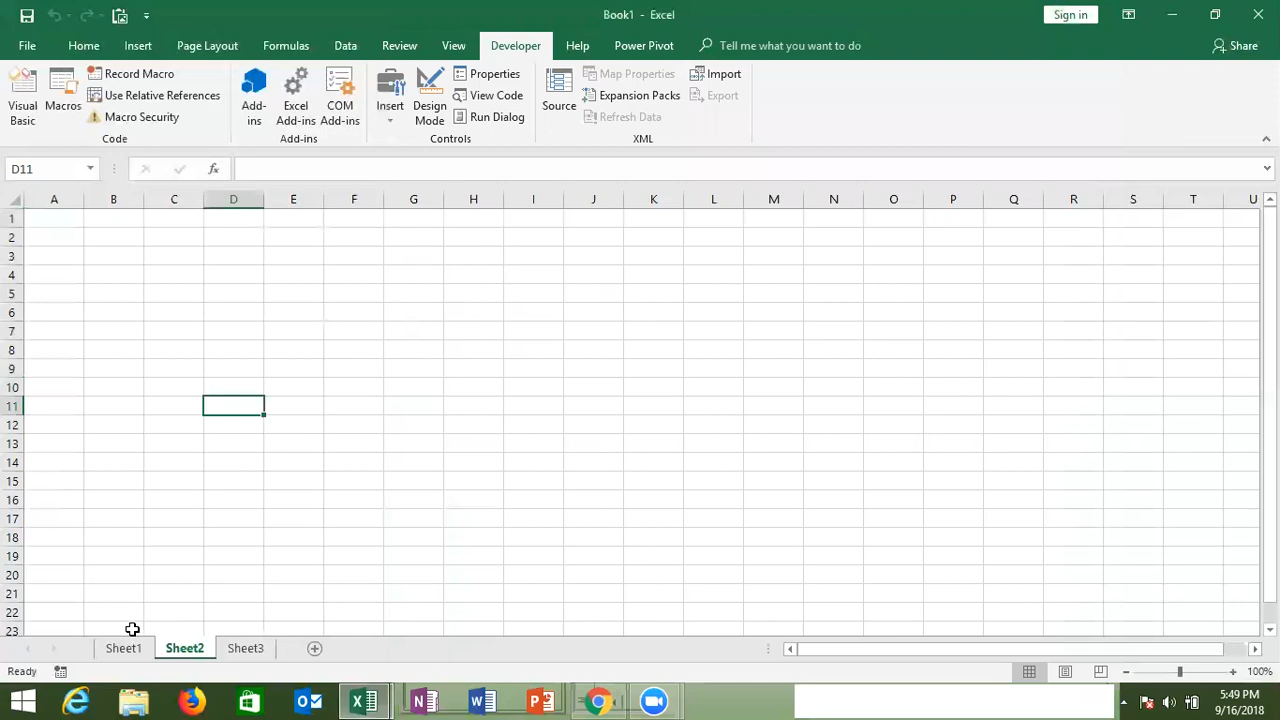 Book1 - Excel
Sign in
File Home Insert Page Layout Formulas Data Review View Developer Help Power Pivot Tell me what you want to do Share
Visual Basic
Macros
Record Macro
Use Relative References
Macro Security
Code
Add-ins
Excel Add-ins
COM Add-ins
Add-ins
Insert
Design Mode
Properties
View Code
Run Dialog
Controls
Source
Map Properties
Expansion Packs
Refresh Data
Import
Export
XML
D11 fx
A B C D E F G H I J K L M N O P Q R S T U
1
2
3
4
5
6
7
8
9
10
11
12
13
14
15
16
17
18
19
20
21
22
23
Sheet1 Sheet2 Sheet3
Ready 100%
5:49 PM
9/16/2018